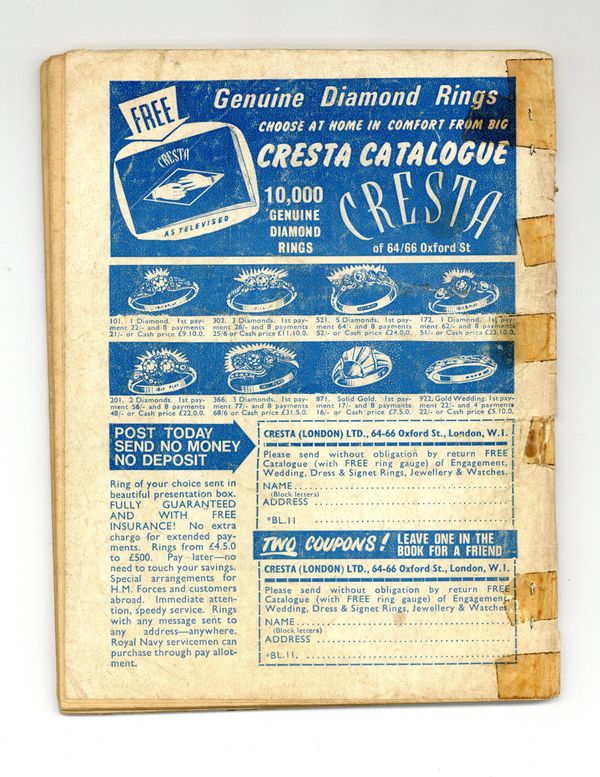 FREE
CRESTA
AS TELEVISED
Genuine Diamond Rings
CHOOSE AT HOME IN COMFORT FROM BIG
CRESTA CATALOGUE
10,000
GENUINE
DIAMOND
RINGS
CRESTA
of 64/66 Oxford St
101. 1 Diamond. 1st payment 22/- and 8 payments
21/- or Cash price £9.10.0.
302. 3 Diamonds. 1st payment 26/- and 8 payments
25/6 or Cash price £11.10.0.
521. 5 Diamonds. 1st payment 64/- and 8 payments
52/- or Cash price £24.0.0.
172. 1 Diamond. 1st payment 62/- and 8 payments
51/- or Cash price £23.10.0.
201. 2 Diamonds. 1st payment 56/- and 8 payments
48/- or Cash price £22.0.0.
366. 3 Diamonds. 1st payment 77/- and 8 payments
68/6 or Cash price £31.5.0.
871. Solid Gold. 1st payment 17/- and 8 payments
16/- or Cash price £7.5.0.
922. Gold Wedding. 1st payment 22/- and 4 payments
22/- or Cash price £5.10.0.
POST TODAY
SEND NO MONEY
NO DEPOSIT
Ring of your choice sent in
beautiful presentation box.
FULLY GUARANTEED
AND WITH FREE
INSURANCE! No extra
charge for extended pay-
ments. Rings from £4.5.0
to £500. Pay later—no
need to touch your savings.
Special arrangements for
H.M. Forces and customers
abroad. Immediate atten-
tion, speedy service. Rings
with any message sent to
any address—anywhere.
Royal Navy servicemen can
purchase through pay allot-
ment.
CRESTA (LONDON) LTD., 64-66 Oxford St., London, W.1.
Please send without obligation by return FREE
Catalogue (with FREE ring gauge) of Engagement,
Wedding, Dress & Signet Rings, Jewellery & Watches.
NAME
(Block letters)
ADDRESS
*BL.11
TWO COUPONS! LEAVE ONE IN THE
BOOK FOR A FRIEND
CRESTA (LONDON) LTD., 64-66 Oxford St., London, W.1.
Please send without obligation by return FREE
Catalogue (with FREE ring gauge) of Engagement,
Wedding, Dress & Signet Rings, Jewellery & Watches.
NAME
(Block letters)
ADDRESS
*BL.11.